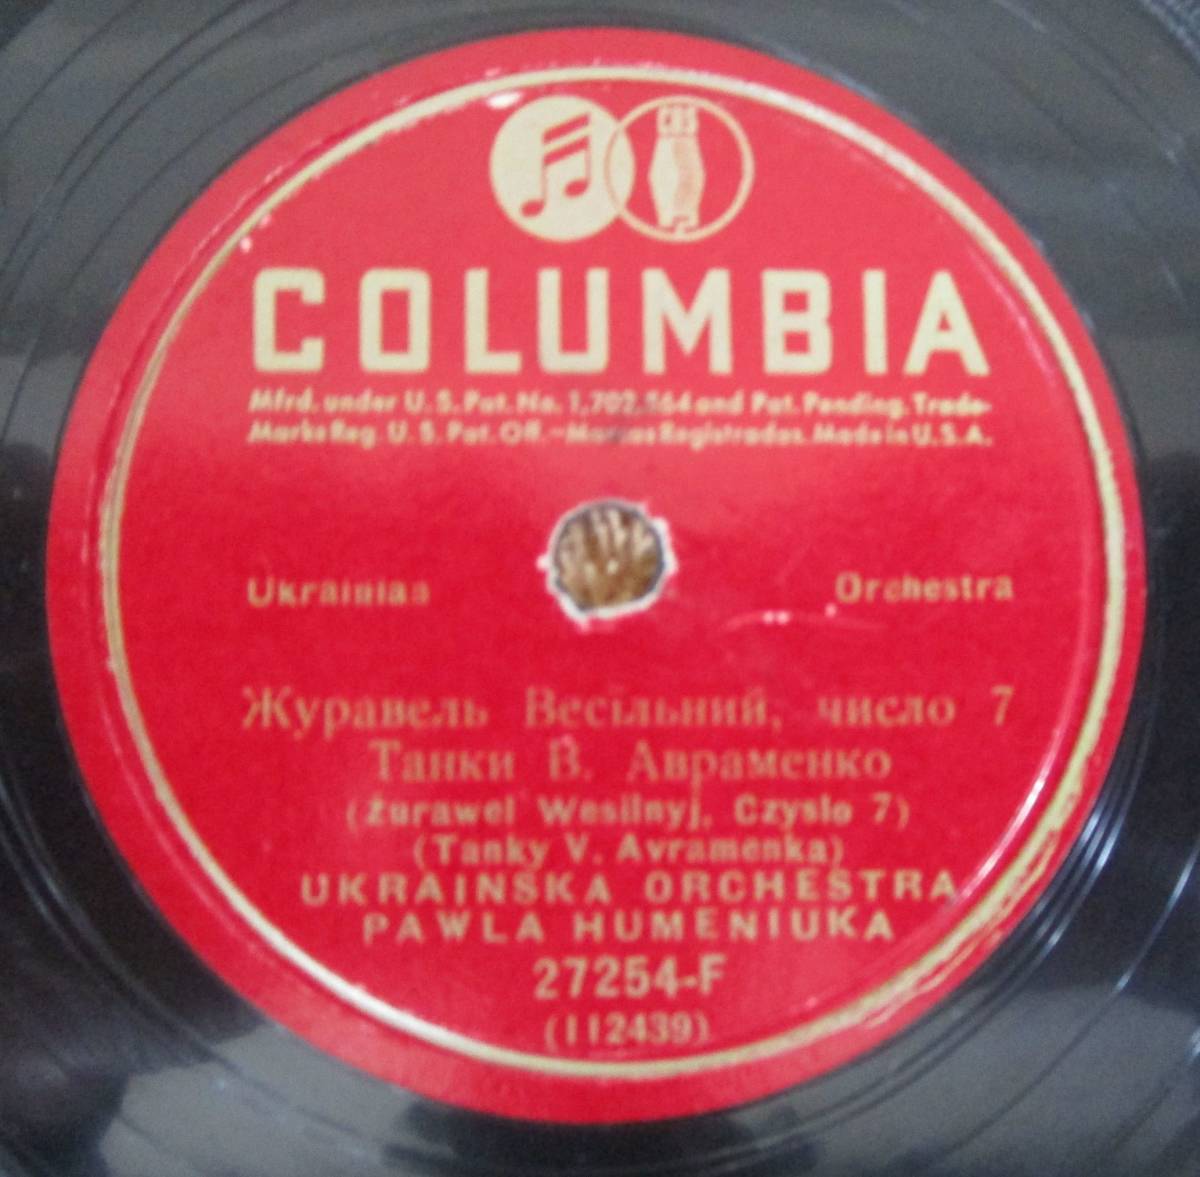 CBS
COLUMBIA
Mfrd. under U. S. Pat. No. 1,702,564 and Pat. Pending. Trade-
Marks Reg. U. S. Pat. Off. - Marcas Registradas. Made in U.S.A.
Ukrainian Orchestra
Журавель Весільний, число 7
Танки В. Авраменко
(Żurawel Wesilnyj, Czysło 7)
(Tanky V. Avramenka)
UKRAINSKA ORCHESTRA
PAWLA HUMENIUKA
27254-F
(112439)